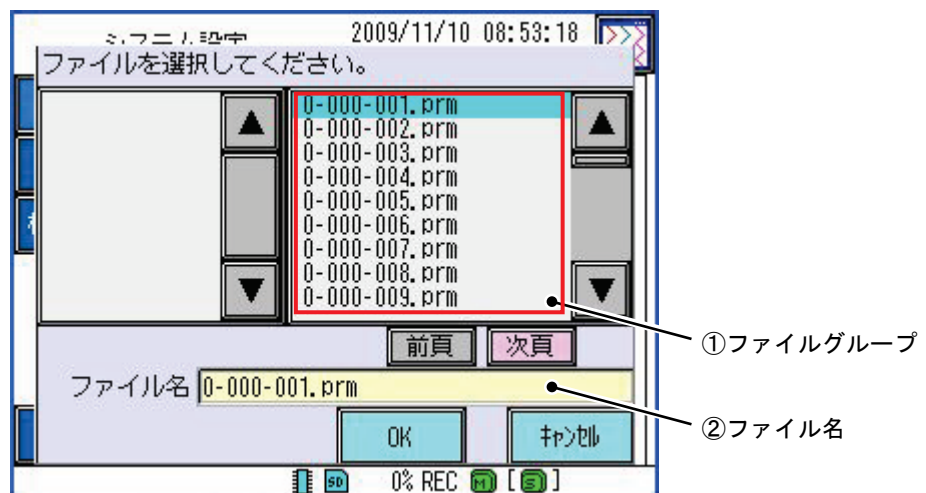 2009/11/10 08:53:18
ファイルを選択してください。
0-000-001.prm
0-000-002.prm
0-000-003.prm
0-000-004.prm
0-000-005.prm
0-000-006.prm
0-000-007.prm
0-000-008.prm
0-000-009.prm
①ファイルグループ
前頁 次頁
ファイル名 0-000-001.prm
②ファイル名
OK キャンセル
SD 0% REC M [S]